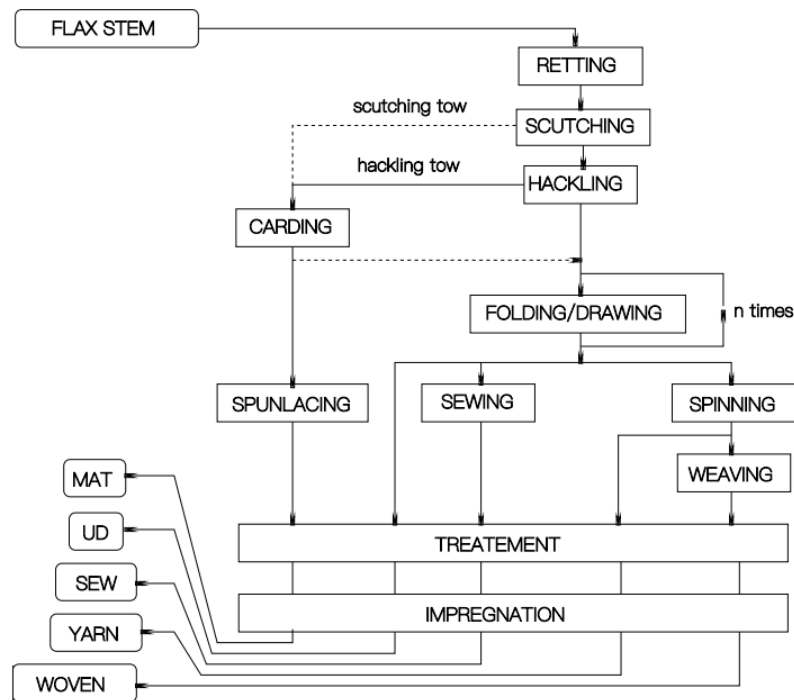 FLAX STEM
RETTING
scutching tow
SCUTCHING
hackling tow
HACKLING
CARDING
FOLDING/DRAWING
n times
SPUNLACING
SEWING
SPINNING
WEAVING
MAT
UD
TREATEMENT
SEW
IMPREGNATION
YARN
WOVEN